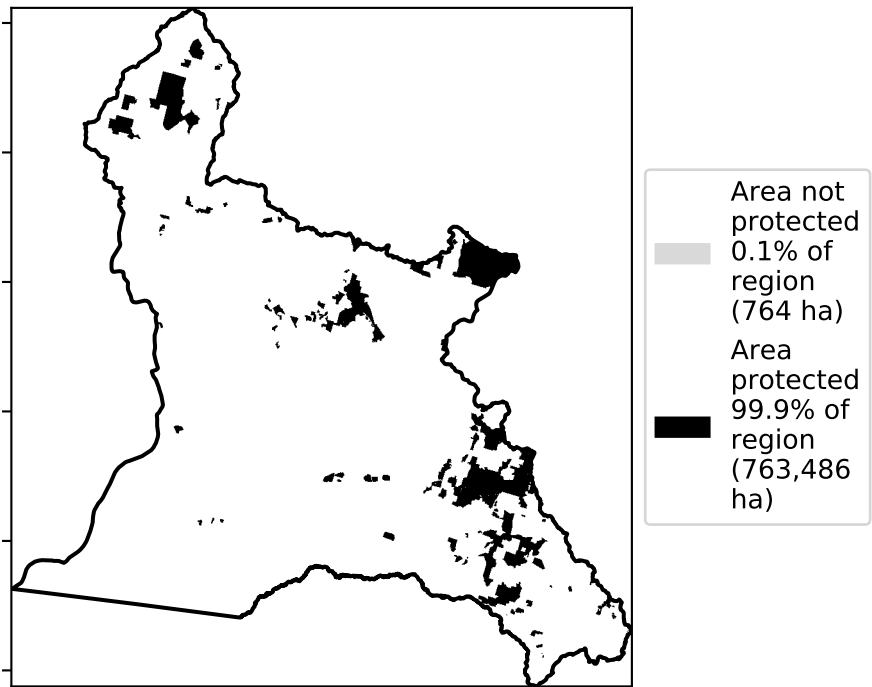 Area not
protected
0.1% of
region
(764 ha)
Area
protected
99.9% of
region
(763,486
ha)